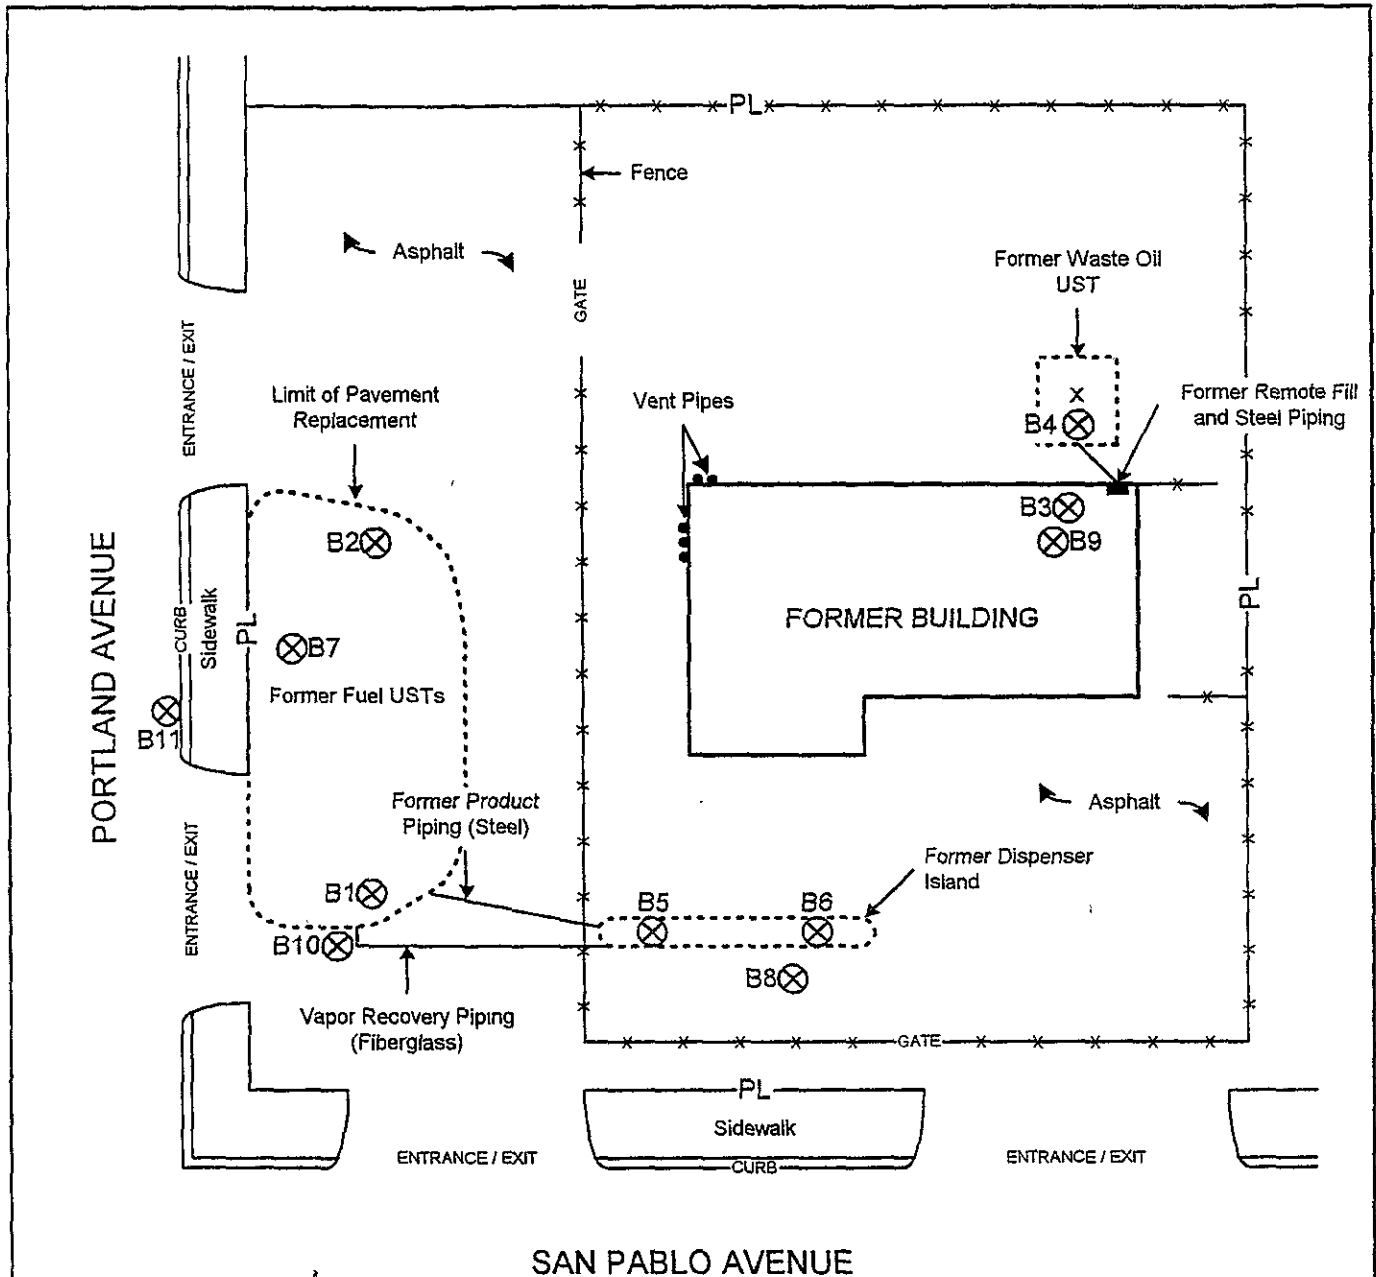 PL
Fence
Asphalt
Former Waste Oil
UST
GATE
ENTRANCE / EXIT
Limit of Pavement
Replacement
Vent Pipes
Former Remote Fill
and Steel Piping
B4
B3
B9
B2
PORTLAND AVENUE
CURB
Sidewalk
PL
B7
FORMER BUILDING
PL
Former Fuel USTs
B11
Former Product
Piping (Steel)
Asphalt
ENTRANCE / EXIT
Former Dispenser
Island
B1
B5
B6
B10
B8
Vapor Recovery Piping
(Fiberglass)
GATE
PL
Sidewalk
ENTRANCE / EXIT
CURB
ENTRANCE / EXIT
SAN PABLO AVENUE